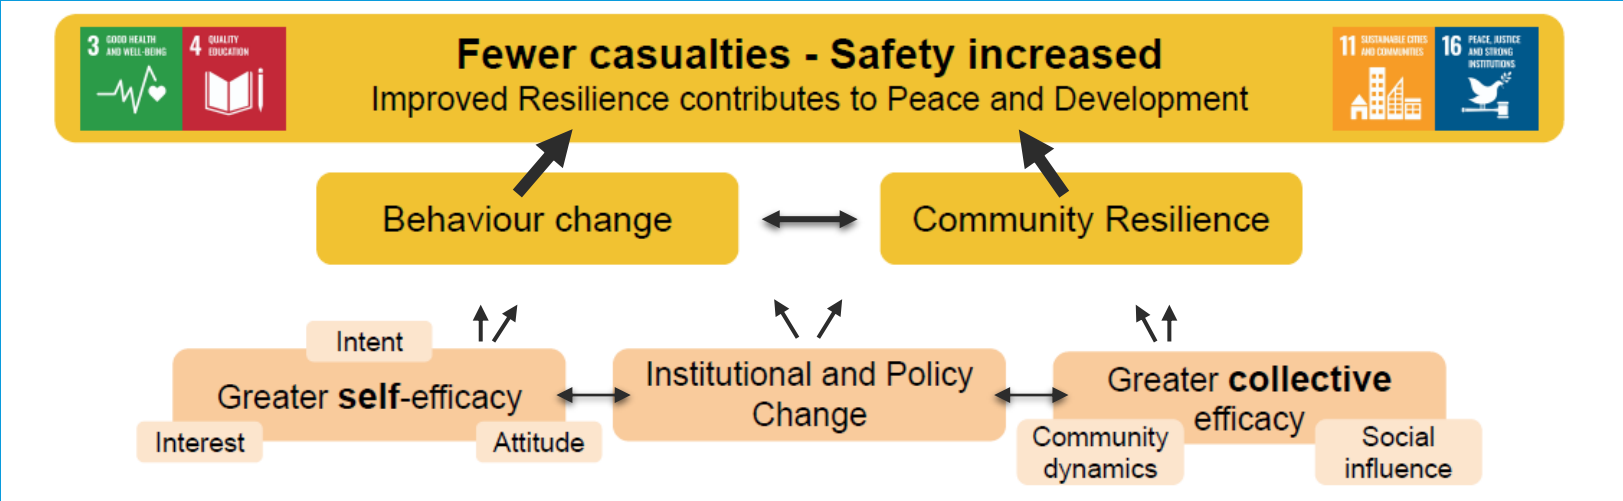 3 GOOD HEALTH
AND WELL-BEING
4 QUALITY
EDUCATION
Fewer casualties - Safety increased
Improved Resilience contributes to Peace and Development
11 SUSTAINABLE CITIES
AND COMMUNITIES
16 PEACE, JUSTICE
AND STRONG
INSTITUTIONS
Behaviour change
Community Resilience
Intent
Greater self-efficacy
Interest
Attitude
Institutional and Policy
Change
Greater collective
efficacy
Community
dynamics
Social
influence